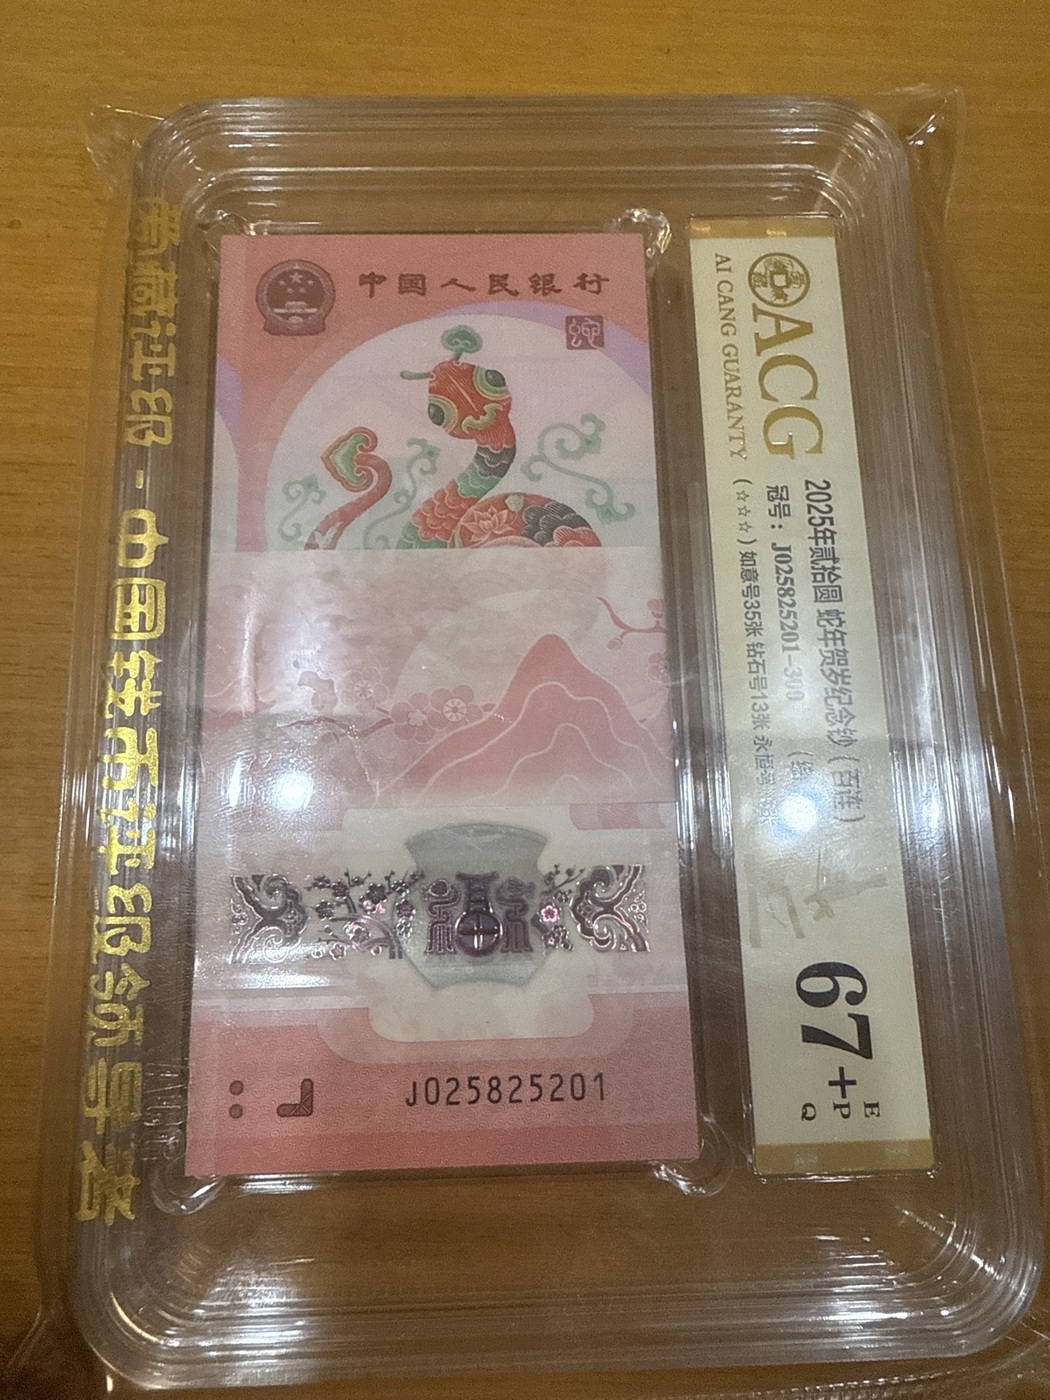 爱藏评级 - 中国钱币评级领导者
中国人民银行
J025825201
ACG
AI CANG GUARANTY
2025年贰拾圆 蛇年贺岁纪念钞（百连）
冠号：J025825201-300
(☆☆☆) 如意号35张 钻石号13张 永恒
67+
E
P
Q